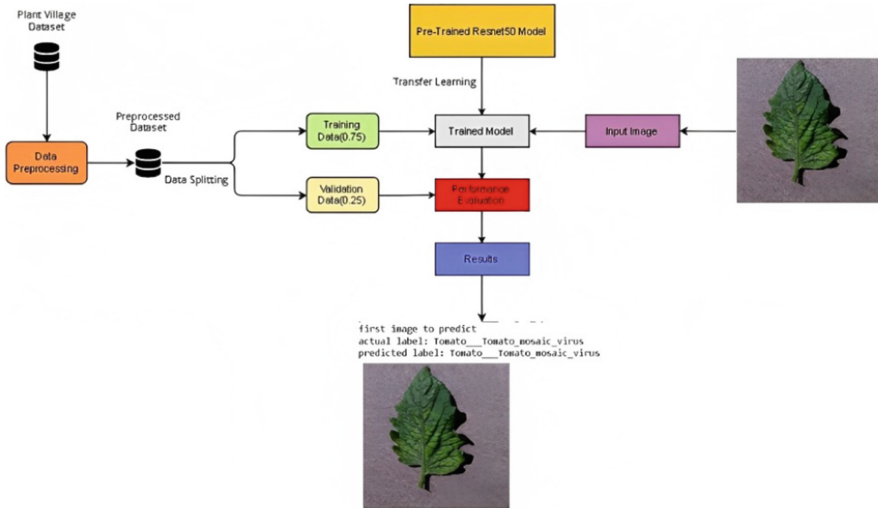 Plant Village
Dataset
Pre-Trained Resnet50 Model
Transfer Learning
Preprocessed
Dataset
Training
Data(0.75)
Trained Model
Input Image
Data
Preprocessing
Data Splitting
Validation
Data(0.25)
Performance
Evaluation
Results
first image to predict
actual label: Tomato___Tomato_mosaic_virus
predicted label: Tomato___Tomato_mosaic_virus